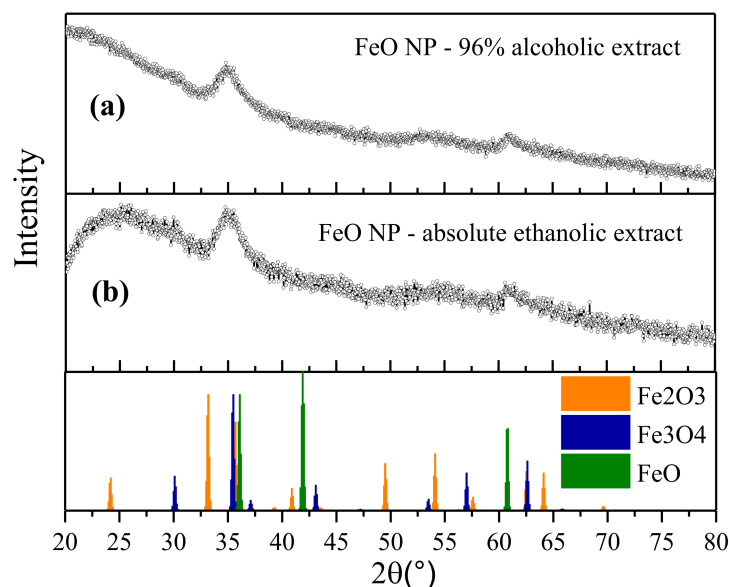 FeO NP - 96% alcoholic extract
(a)
Intensity
FeO NP - absolute ethanolic extract
(b)
Fe2O3
Fe3O4
FeO
20 25 30 35 40 45 50 55 60 65 70 75 80
2θ(°)